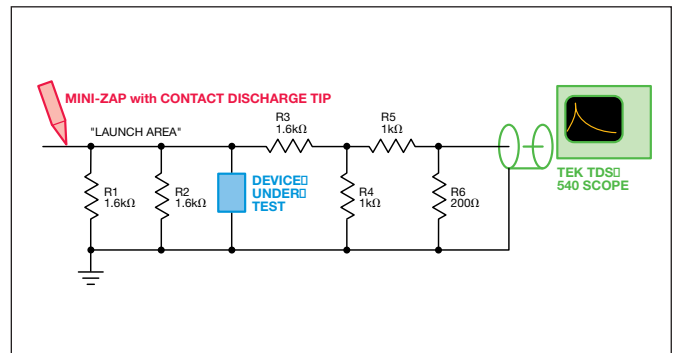 MINI-ZAP with CONTACT DISCHARGE TIP
"LAUNCH AREA"
R3
1.6kΩ
R5
1kΩ
R1
1.6kΩ
R2
1.6kΩ
DEVICE
UNDER
TEST
R4
1kΩ
R6
200Ω
TEK TDS
540 SCOPE